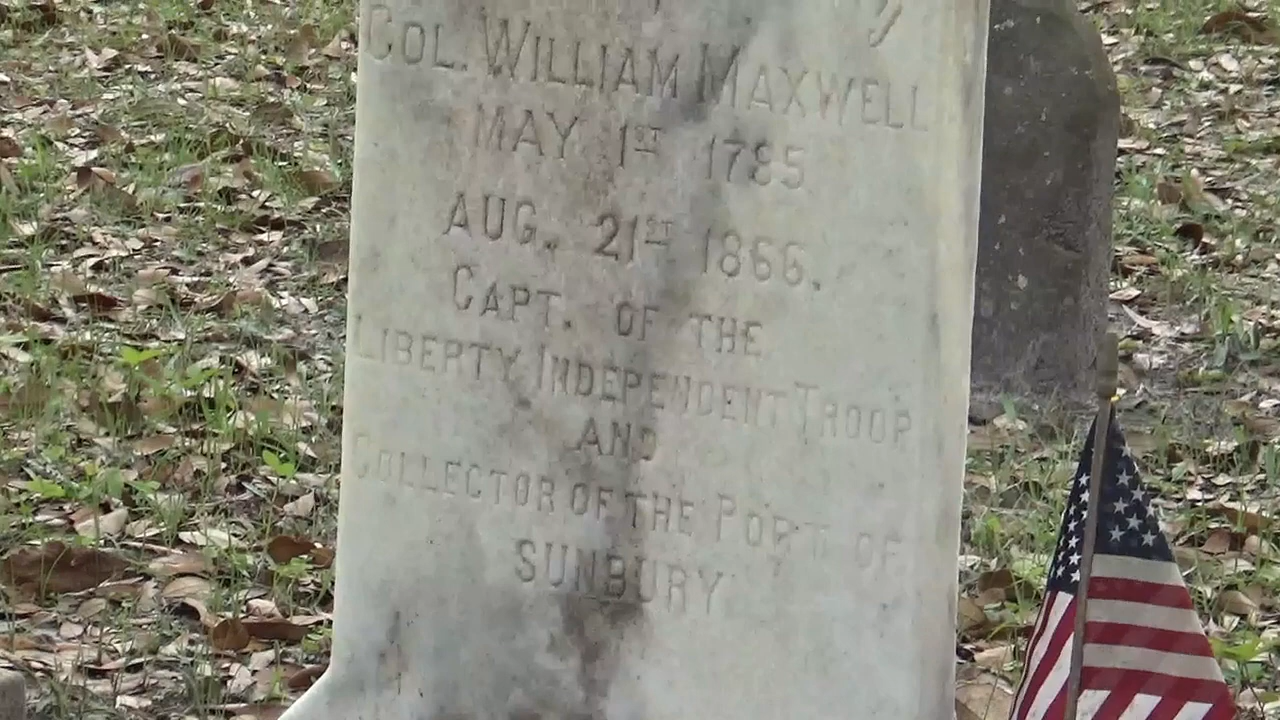 COL. WILLIAM MAXWELL
MAY 1ST 1785
AUG. 21ST 1866.
CAPT. OF THE
LIBERTY INDEPENDENT TROOP
AND
COLLECTOR OF THE PORT OF
SUNBURY